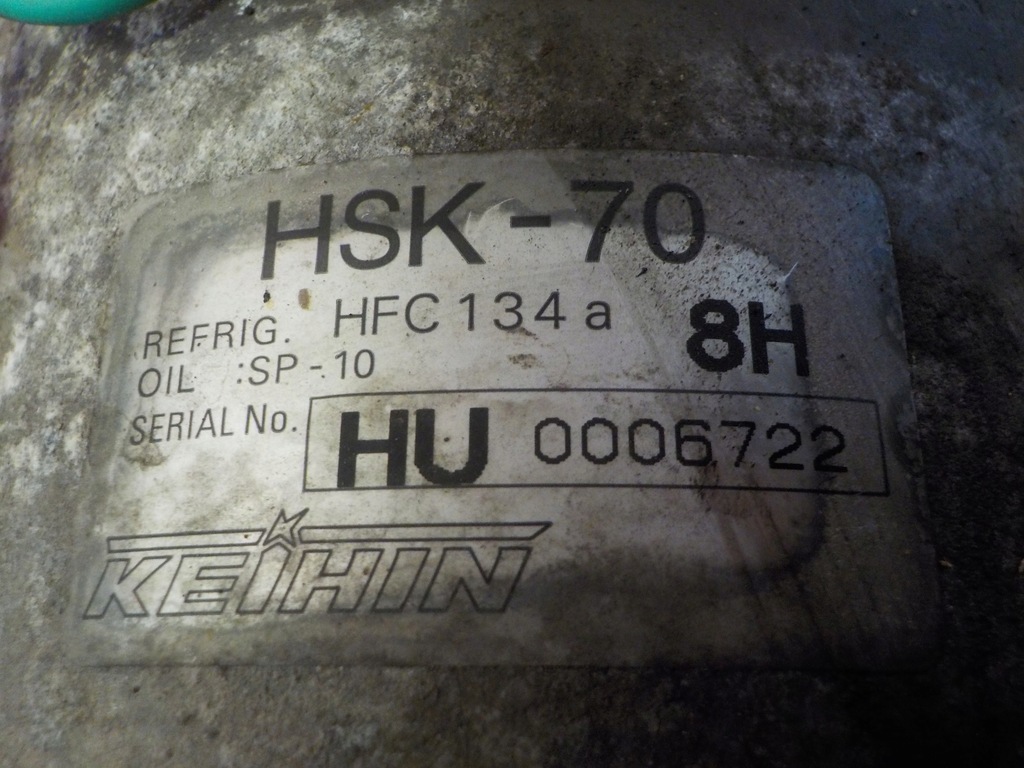 HSK-70
REFRIG. HFC134a 8H
OIL :SP-10
SERIAL No. HU 0006722
KEIHIN